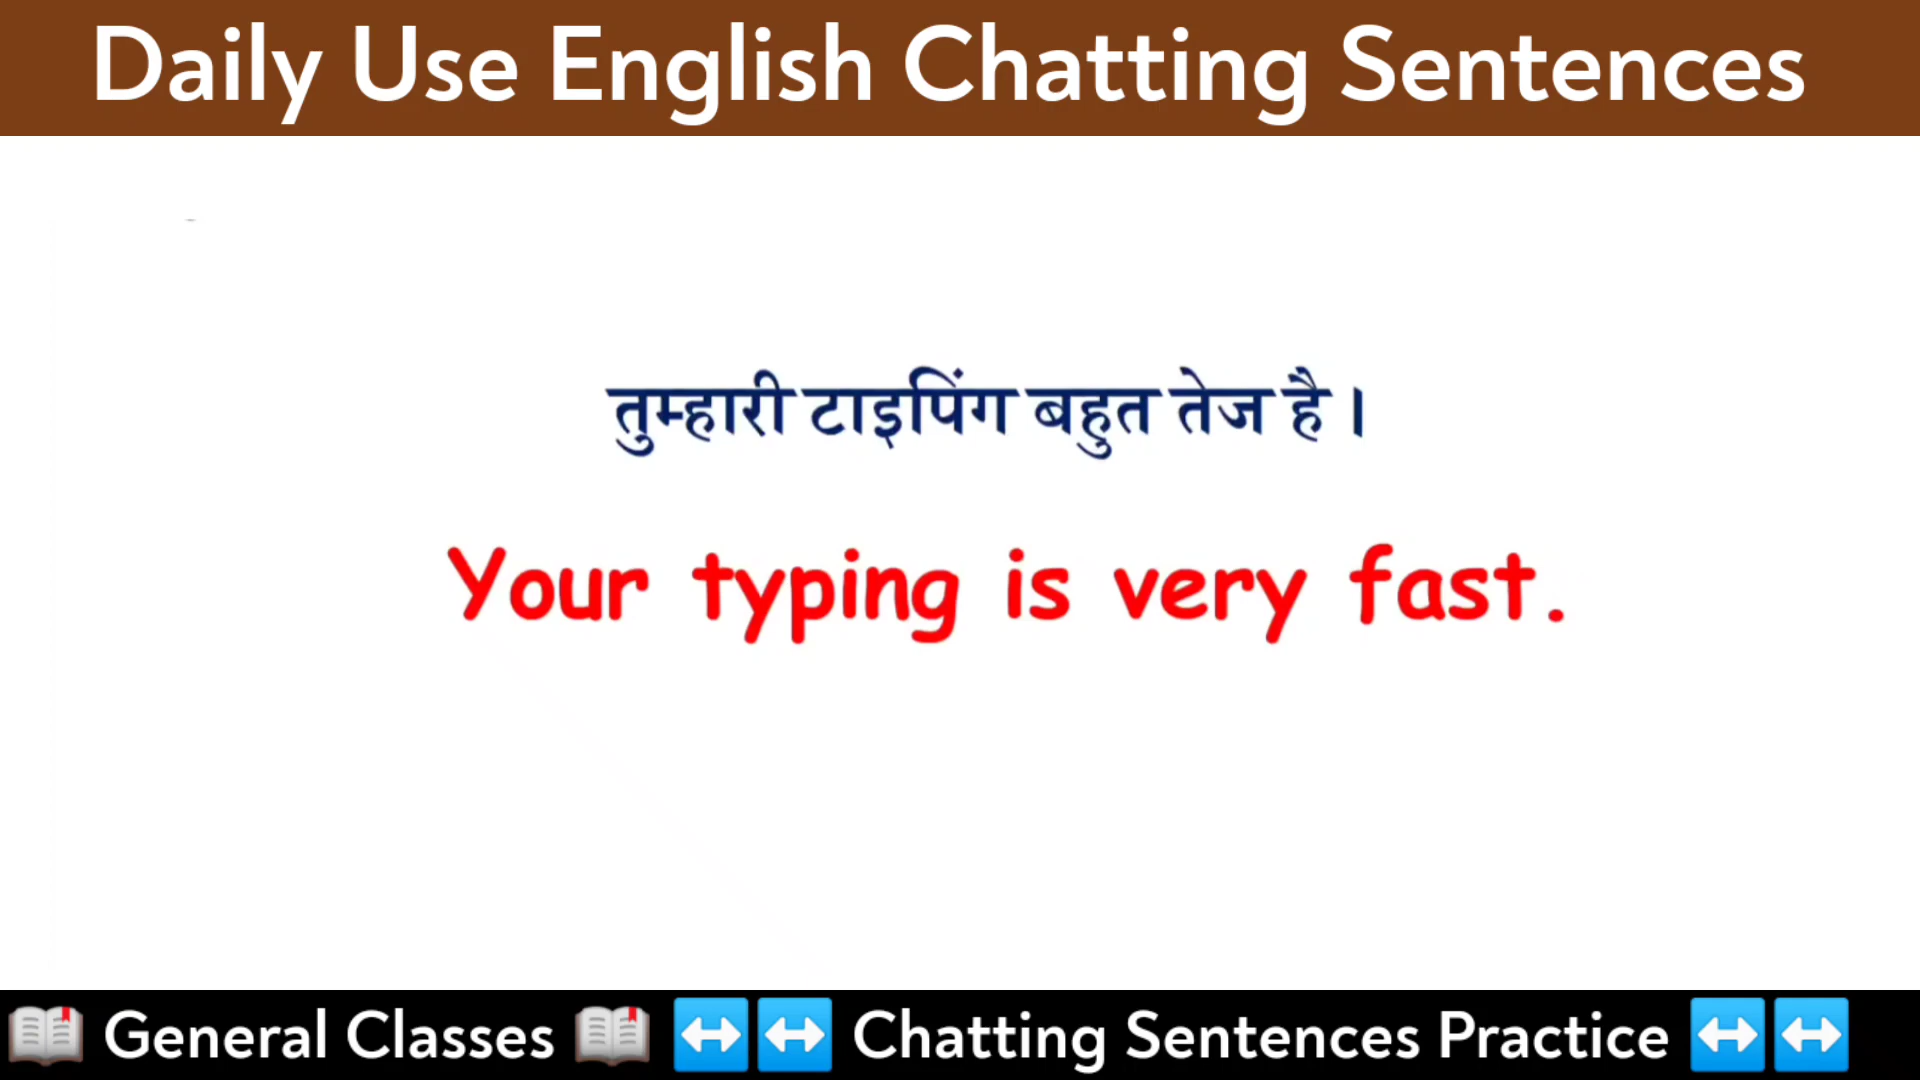 Daily Use English Chatting Sentences
तुम्हारी टाइपिंग बहुत तेज है।
Your typing is very fast.
📖 General Classes 📖 ↔️↔️ Chatting Sentences Practice ↔️↔️